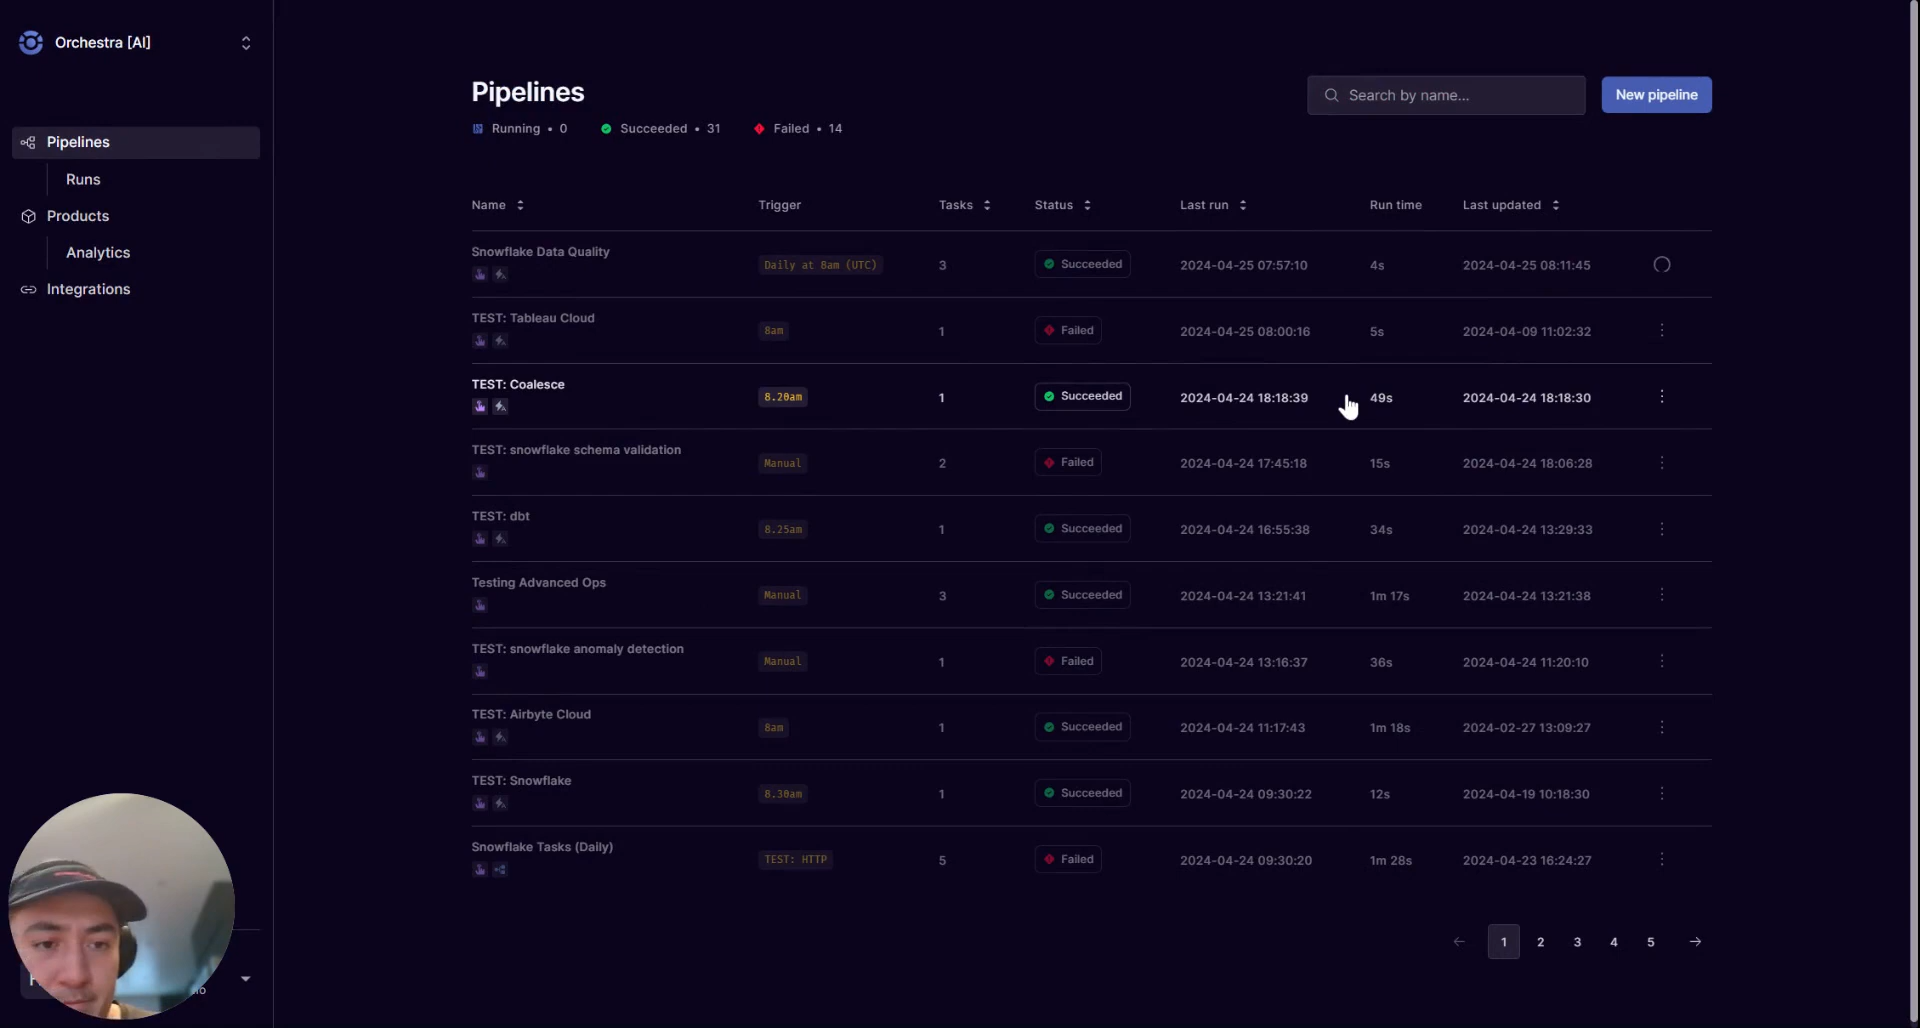 Orchestra [AI]
Pipelines
Runs
Products
Analytics
Integrations
Pipelines
Search by name...
New pipeline
Running • 0 Succeeded • 31 Failed • 14
Name Trigger Tasks Status Last run Run time Last updated
Snowflake Data Quality Daily at 8am (UTC) 3 Succeeded 2024-04-25 07:57:10 4s 2024-04-25 08:11:45
TEST: Tableau Cloud 8am 1 Failed 2024-04-25 08:00:16 5s 2024-04-09 11:02:32
TEST: Coalesce 8.20am 1 Succeeded 2024-04-24 18:18:39 49s 2024-04-24 18:18:30
TEST: snowflake schema validation Manual 2 Failed 2024-04-24 17:45:18 15s 2024-04-24 18:06:28
TEST: dbt 8.25am 1 Succeeded 2024-04-24 16:55:38 34s 2024-04-24 13:29:33
Testing Advanced Ops Manual 3 Succeeded 2024-04-24 13:21:41 1m 17s 2024-04-24 13:21:38
TEST: snowflake anomaly detection Manual 1 Failed 2024-04-24 13:16:37 36s 2024-04-24 11:20:10
TEST: Airbyte Cloud 8am 1 Succeeded 2024-04-24 11:17:43 1m 18s 2024-02-27 13:09:27
TEST: Snowflake 8.30am 1 Succeeded 2024-04-24 09:30:22 12s 2024-04-19 10:18:30
Snowflake Tasks (Daily) TEST: HTTP 5 Failed 2024-04-24 09:30:20 1m 28s 2024-04-23 16:24:27
1 2 3 4 5